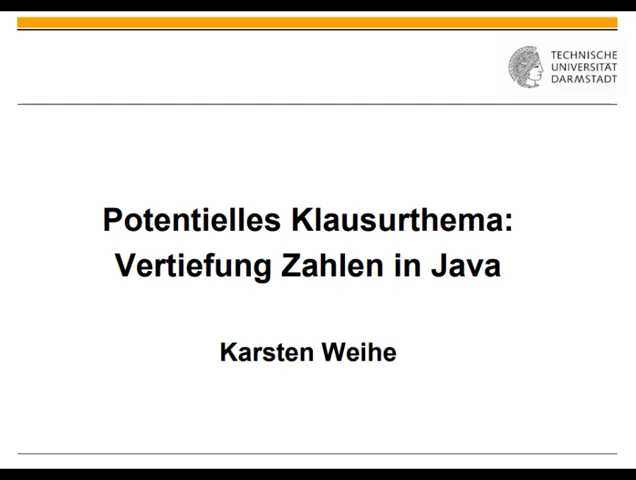 TECHNISCHE
UNIVERSITÄT
DARMSTADT
Potentielles Klausurthema:
Vertiefung Zahlen in Java
Karsten Weihe